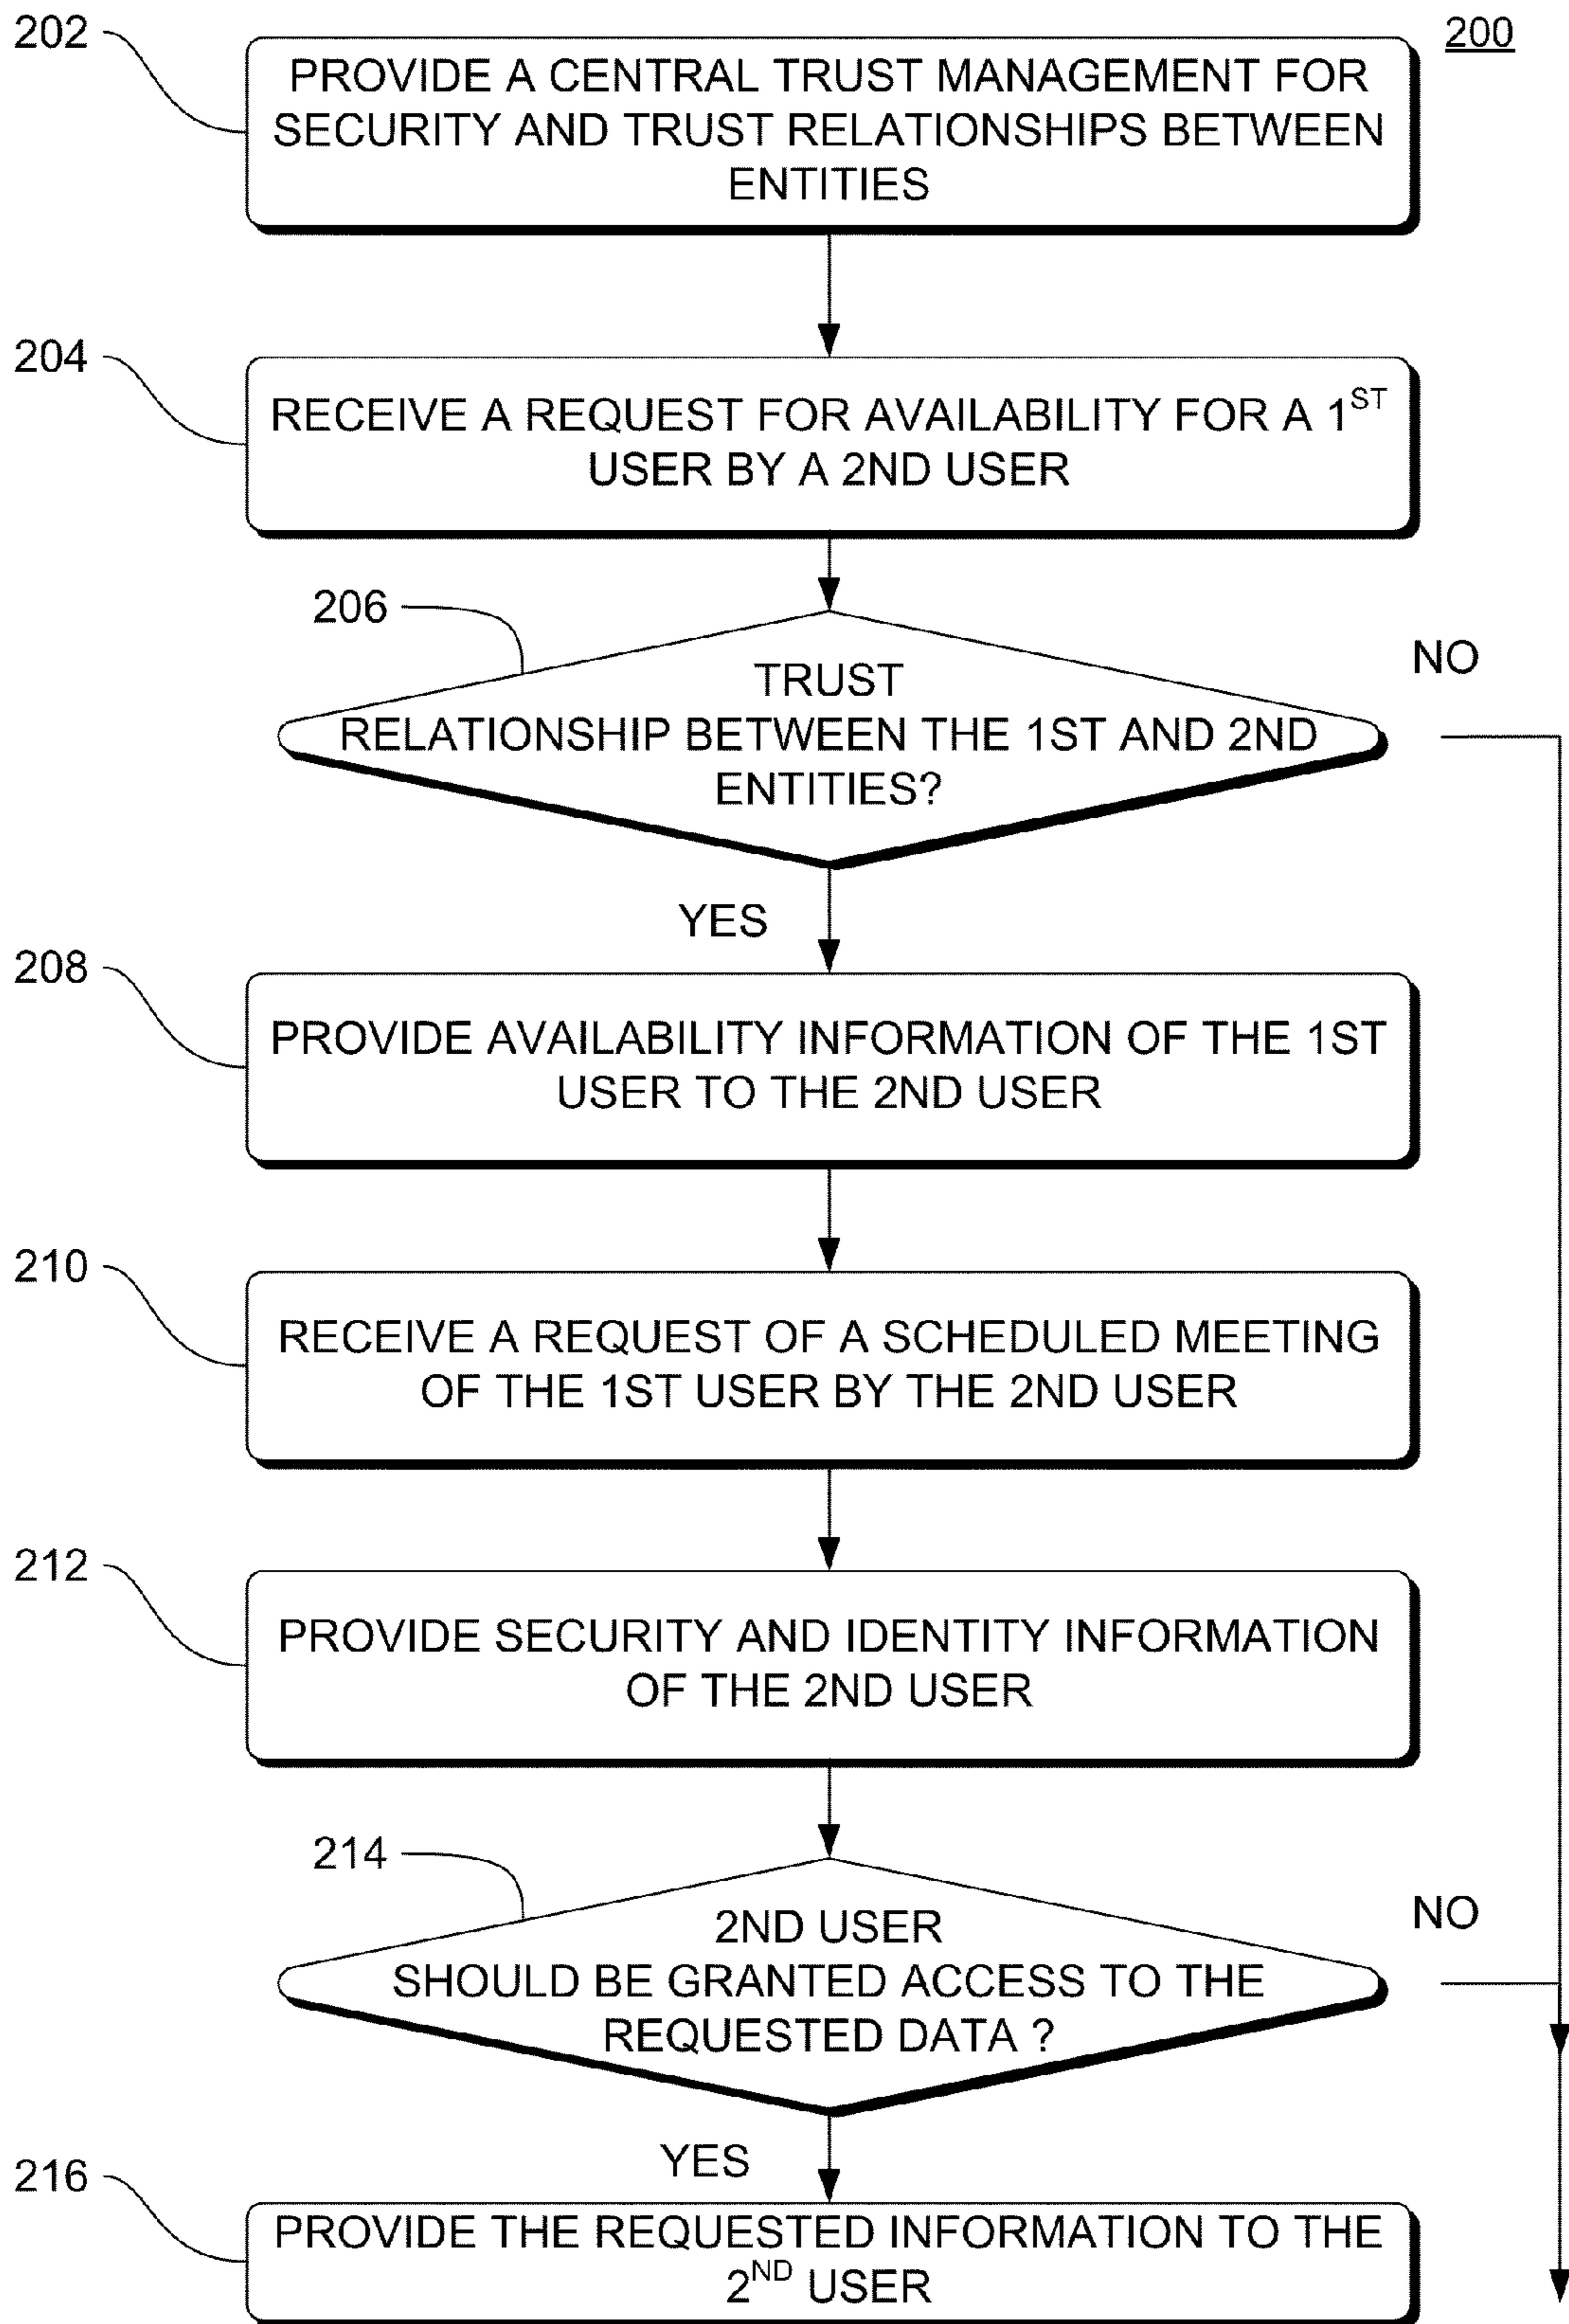 202
200
PROVIDE A CENTRAL TRUST MANAGEMENT FOR
SECURITY AND TRUST RELATIONSHIPS BETWEEN
ENTITIES
204
RECEIVE A REQUEST FOR AVAILABILITY FOR A 1ST
USER BY A 2ND USER
206
TRUST
RELATIONSHIP BETWEEN THE 1ST AND 2ND
ENTITIES?
NO
YES
208
PROVIDE AVAILABILITY INFORMATION OF THE 1ST
USER TO THE 2ND USER
210
RECEIVE A REQUEST OF A SCHEDULED MEETING
OF THE 1ST USER BY THE 2ND USER
212
PROVIDE SECURITY AND IDENTITY INFORMATION
OF THE 2ND USER
214
2ND USER
SHOULD BE GRANTED ACCESS TO THE
REQUESTED DATA ?
NO
YES
216
PROVIDE THE REQUESTED INFORMATION TO THE
2ND USER